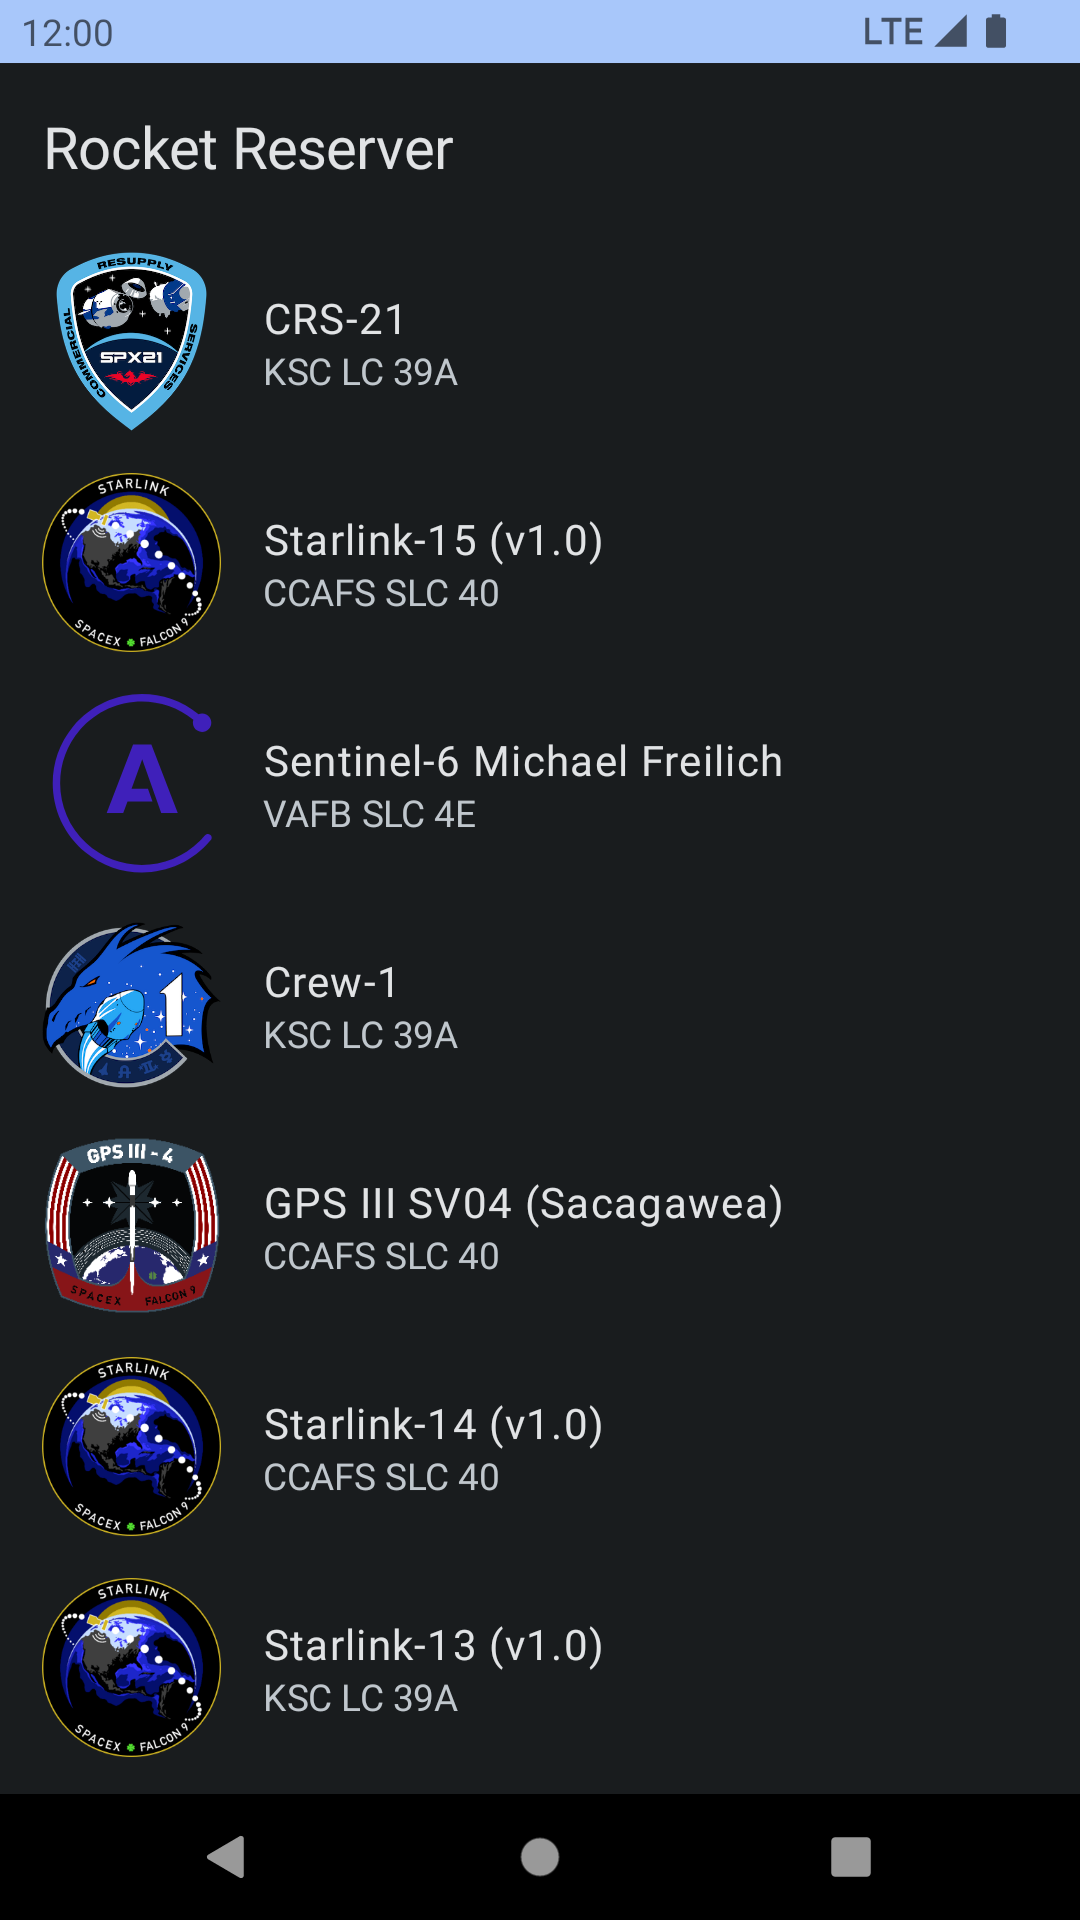 12:00 LTE
Rocket Reserver
RESUPPLY
COMMERCIAL
SERVICES
SPX21
CRS-21
KSC LC 39A
STARLINK
SPACEX FALCON 9
Starlink-15 (v1.0)
CCAFS SLC 40
A
Sentinel-6 Michael Freilich
VAFB SLC 4E
1
Crew-1
KSC LC 39A
GPS III - 4
SPACEX FALCON 9
GPS III SV04 (Sacagawea)
CCAFS SLC 40
STARLINK
SPACEX FALCON 9
Starlink-14 (v1.0)
CCAFS SLC 40
STARLINK
SPACEX FALCON 9
Starlink-13 (v1.0)
KSC LC 39A